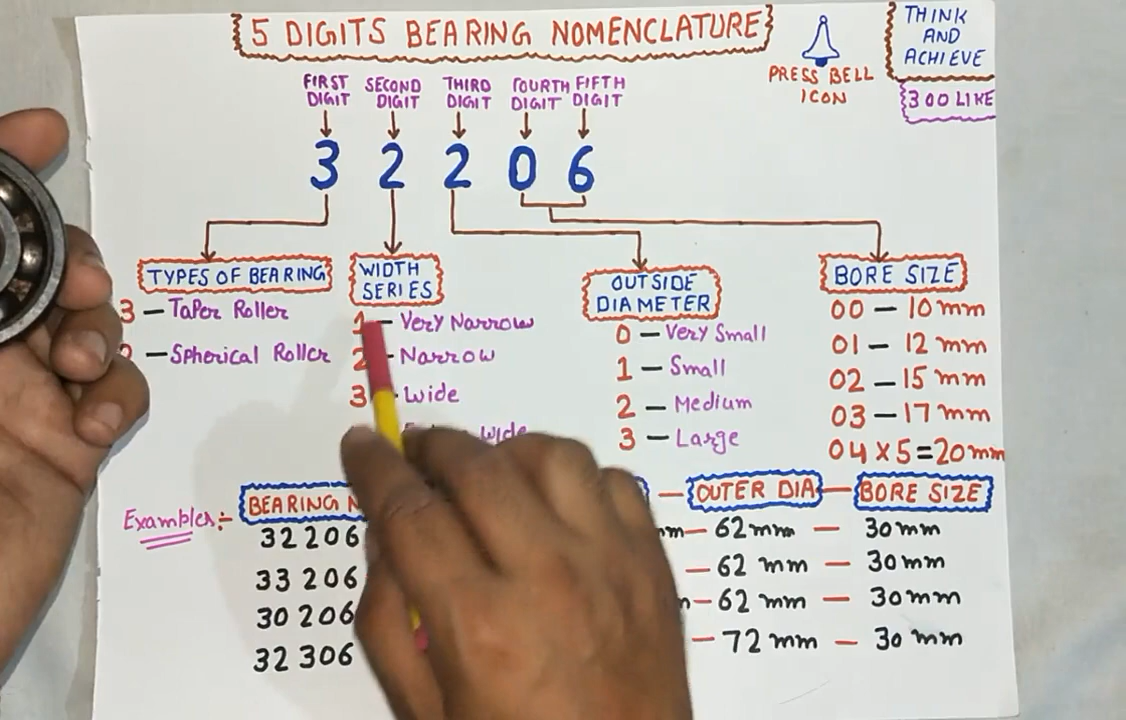 5 DIGITS BEARING NOMENCLATURE
THINK
AND
ACHIEVE
PRESS BELL
ICON
300 LIKE
FIRST DIGIT SECOND DIGIT THIRD DIGIT FOURTH DIGIT FIFTH DIGIT
3 2 2 0 6
TYPES OF BEARING
3 — Taper Roller
— Spherical Roller
WIDTH
SERIES
1 — Very Narrow
2 — Narrow
3 — Wide
Wide
OUTSIDE
DIAMETER
0 — Very Small
1 — Small
2 — Medium
3 — Large
BORE SIZE
00 — 10 mm
01 — 12 mm
02 — 15 mm
03 — 17 mm
04 X 5 = 20 mm
Examples :-
BEARING — OUTER DIA — BORE SIZE
32206 — 62 mm — 30 mm
33206 — 62 mm — 30 mm
30206 — 62 mm — 30 mm
32306 — 72 mm — 30 mm